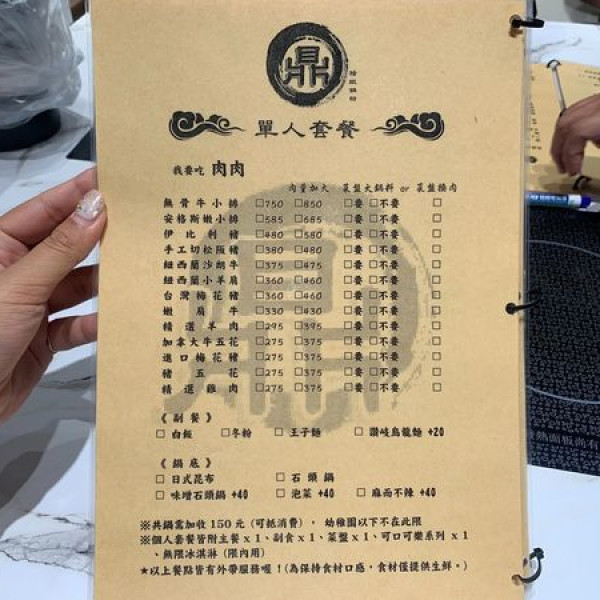 鼎
單人套餐
我要吃 肉肉
肉量加大 菜盤大鍋料 or 菜盤換肉
無骨牛小排 □750 □850 □要 □不要 □
安格斯嫩小排 □585 □685 □要 □不要 □
伊比利豬 □480 □580 □要 □不要 □
手工切松阪豬 □380 □480 □要 □不要 □
紐西蘭沙朗牛 □375 □475 □要 □不要 □
紐西蘭小羊肩 □360 □460 □要 □不要 □
台灣梅花豬 □360 □460 □要 □不要 □
嫩肩牛 □330 □430 □要 □不要 □
精選羊肉 □295 □395 □要 □不要 □
加拿大牛五花 □275 □375 □要 □不要 □
進口梅花豬 □275 □375 □要 □不要 □
豬五花 □275 □375 □要 □不要 □
精選雞肉 □275 □375 □要 □不要 □
《副餐》
□ 白飯 □冬粉 □ 王子麵 □ 讚岐烏龍麵 +20
《鍋底》
□ 日式昆布 □ 石頭鍋
□ 味增石頭鍋 +40 □ 泡菜 +40 □ 麻而不辣 +40
※共鍋需加收150元(可抵消費), 幼稚園以下不在此限
※個人套餐皆附主餐x1、副食x1、菜盤x1、可口可樂系列 x1
、無限冰淇淋(限內用)
★以上餐點皆有外帶服務喔!(為保持食材口感,食材僅提供生鮮。)